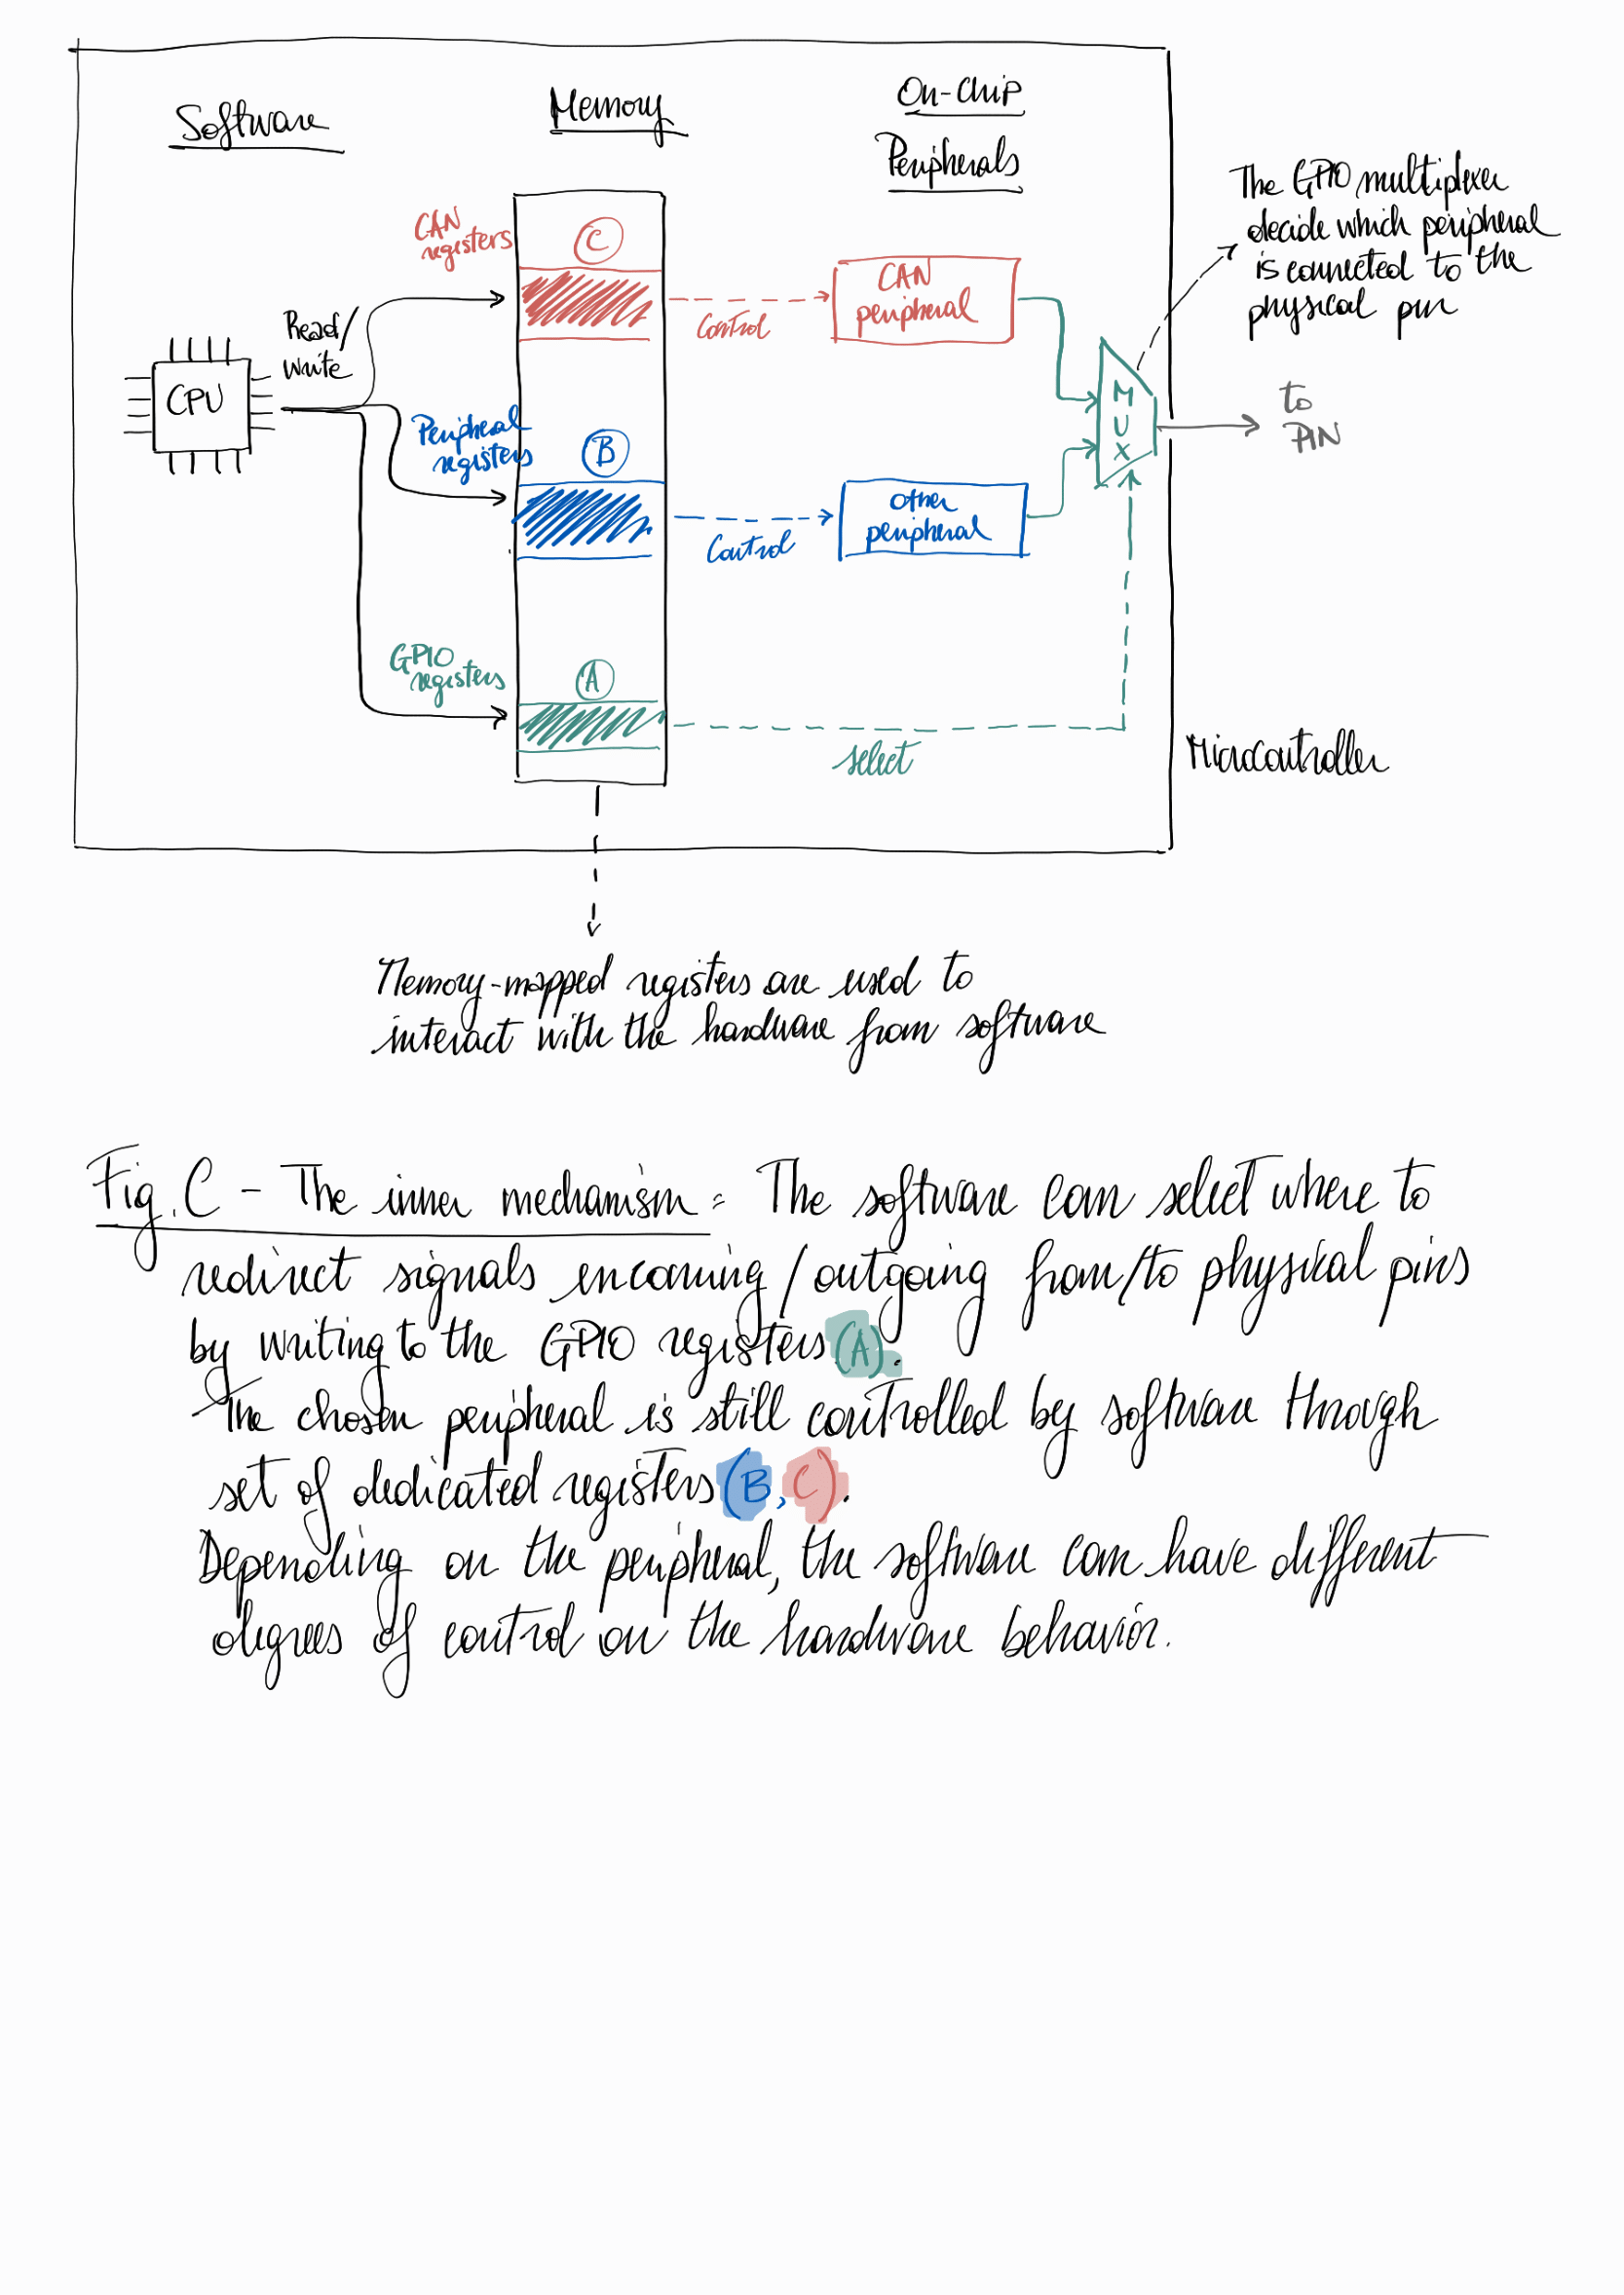 Software
Memory
On-Chip
Peripherals
The GPIO multiplexer
decide which peripheral
is connected to the
physical pin
CAN
registers
C
CAN
peripheral
Control
Read/
write
CPU
MUX
to
PIN
Peripheral
registers
B
other
peripheral
Control
GPIO
registers
A
select
Microcontroller
Memory-mapped registers are used to
interact with the hardware from software
Fig. C - The inner mechanism: The software can select where to
redirect signals encoming/outgoing from/to physical pins
by writing to the GPIO registers (A).
The chosen peripheral is still controlled by software through
set of dedicated registers (B, C).
Depending on the peripheral, the software can have different
degrees of control on the hardware behavior.